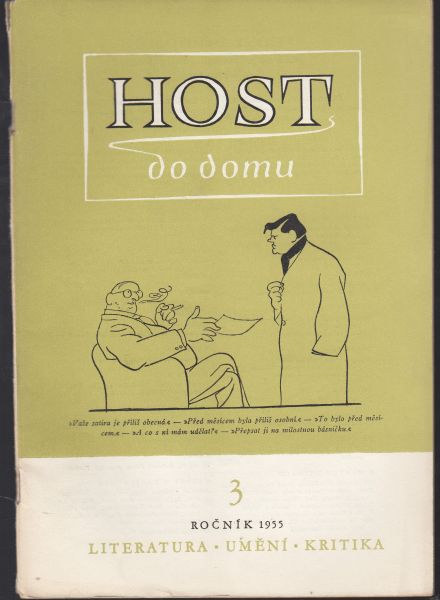 HOST
do domu
»Vaše satira je příliš obecná.« — »Před měsícem byla příliš osobní.« — »To bylo před měsí-
cem.« — »A co s ní mám udělat?« — »Přepsat ji na milostnou básničku.«
3
ROČNÍK 1955
LITERATURA • UMĚNÍ • KRITIKA